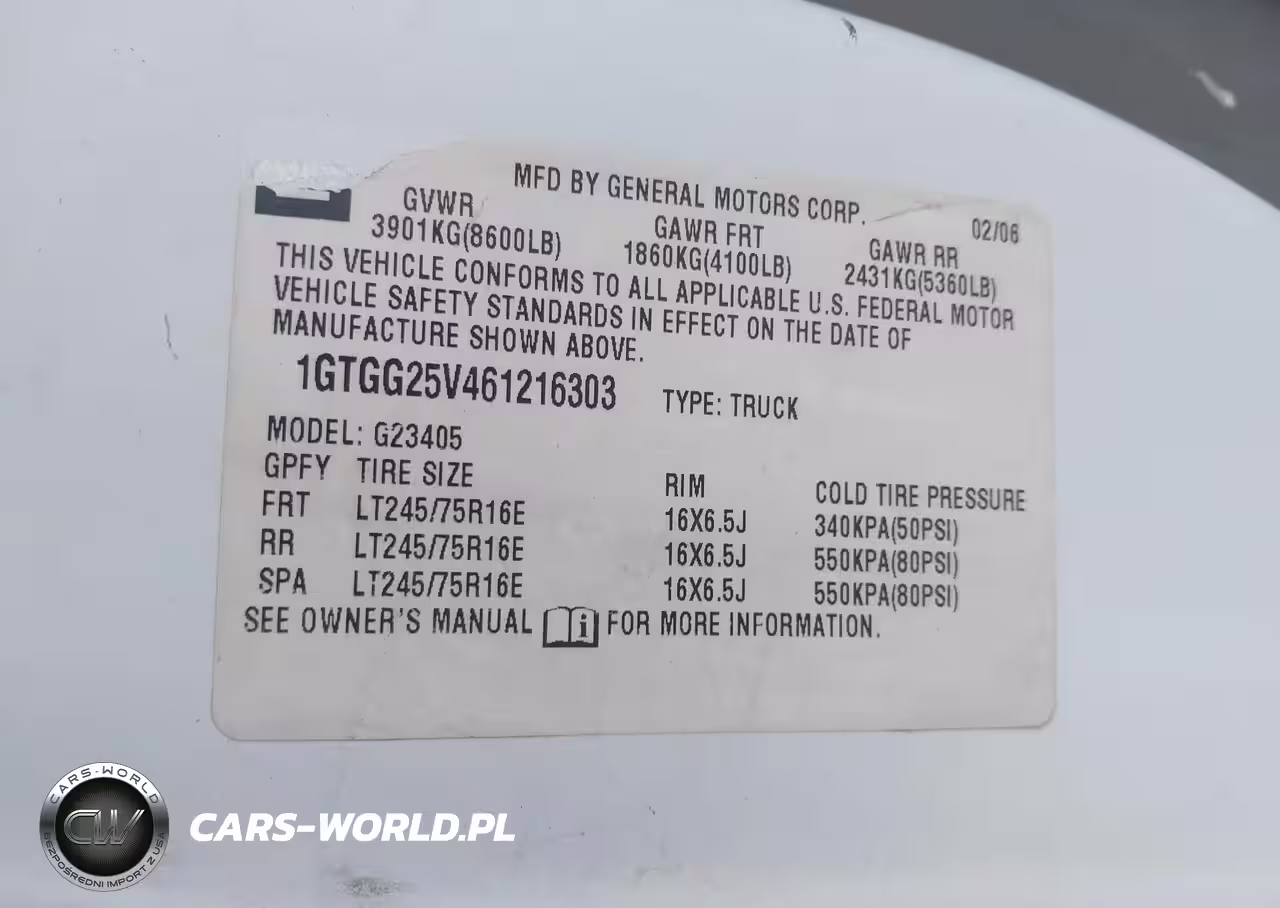 MFD BY GENERAL MOTORS CORP.
02/06
GVWR GAWR FRT GAWR RR
3901KG(8600LB) 1860KG(4100LB) 2431KG(5360LB)
THIS VEHICLE CONFORMS TO ALL APPLICABLE U.S. FEDERAL MOTOR
VEHICLE SAFETY STANDARDS IN EFFECT ON THE DATE OF
MANUFACTURE SHOWN ABOVE.
1GTGG25V461216303 TYPE: TRUCK
MODEL: G23405
GPFY TIRE SIZE RIM COLD TIRE PRESSURE
FRT LT245/75R16E 16X6.5J 340KPA(50PSI)
RR LT245/75R16E 16X6.5J 550KPA(80PSI)
SPA LT245/75R16E 16X6.5J 550KPA(80PSI)
SEE OWNER'S MANUAL i FOR MORE INFORMATION.
CARS-WORLD
CW
BEZPOŚREDNI IMPORT Z USA
CARS-WORLD.PL